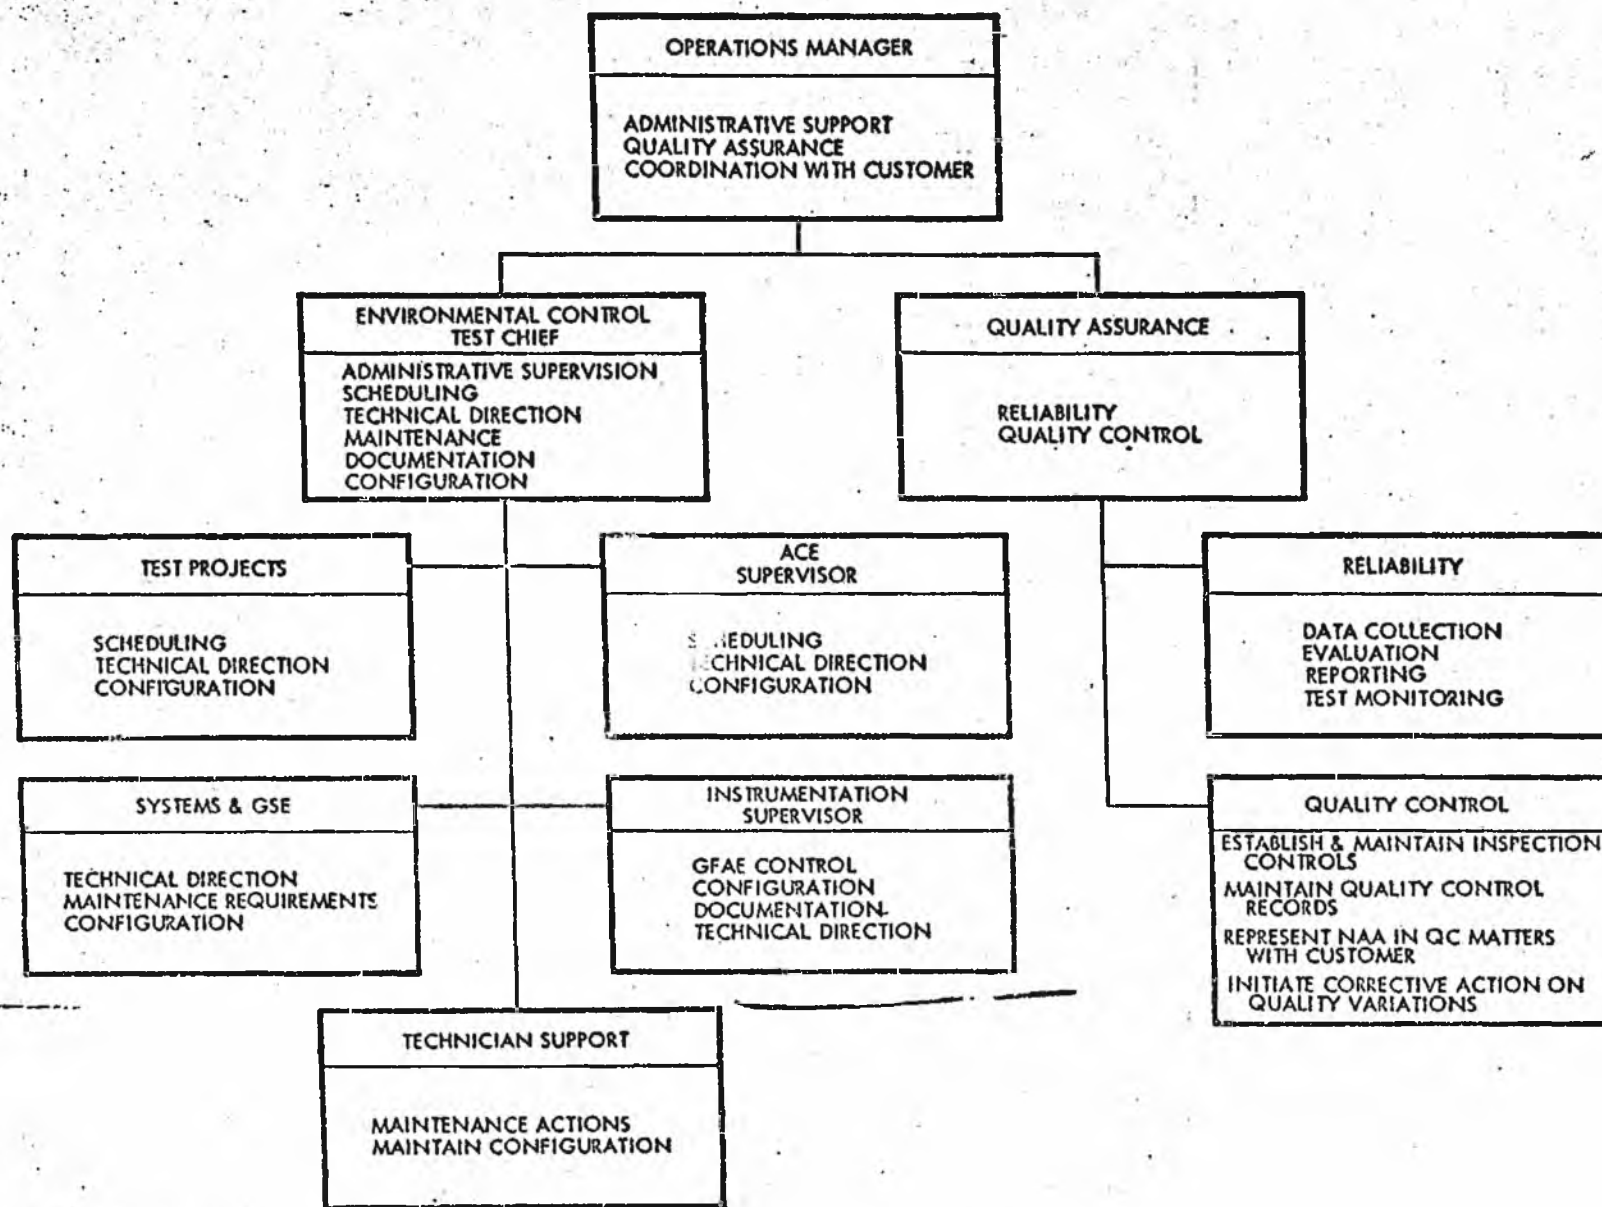 OPERATIONS MANAGER
ADMINISTRATIVE SUPPORT
QUALITY ASSURANCE
COORDINATION WITH CUSTOMER
ENVIRONMENTAL CONTROL
TEST CHIEF
ADMINISTRATIVE SUPERVISION
SCHEDULING
TECHNICAL DIRECTION
MAINTENANCE
DOCUMENTATION
CONFIGURATION
QUALITY ASSURANCE
RELIABILITY
QUALITY CONTROL
TEST PROJECTS
SCHEDULING
TECHNICAL DIRECTION
CONFIGURATION
ACE
SUPERVISOR
SCHEDULING
TECHNICAL DIRECTION
CONFIGURATION
RELIABILITY
DATA COLLECTION
EVALUATION
REPORTING
TEST MONITORING
SYSTEMS & GSE
TECHNICAL DIRECTION
MAINTENANCE REQUIREMENTS
CONFIGURATION
INSTRUMENTATION
SUPERVISOR
GFAE CONTROL
CONFIGURATION
DOCUMENTATION
TECHNICAL DIRECTION
QUALITY CONTROL
ESTABLISH & MAINTAIN INSPECTION
CONTROLS
MAINTAIN QUALITY CONTROL
RECORDS
REPRESENT NAA IN QC MATTERS
WITH CUSTOMER
INITIATE CORRECTIVE ACTION ON
QUALITY VARIATIONS
TECHNICIAN SUPPORT
MAINTENANCE ACTIONS
MAINTAIN CONFIGURATION